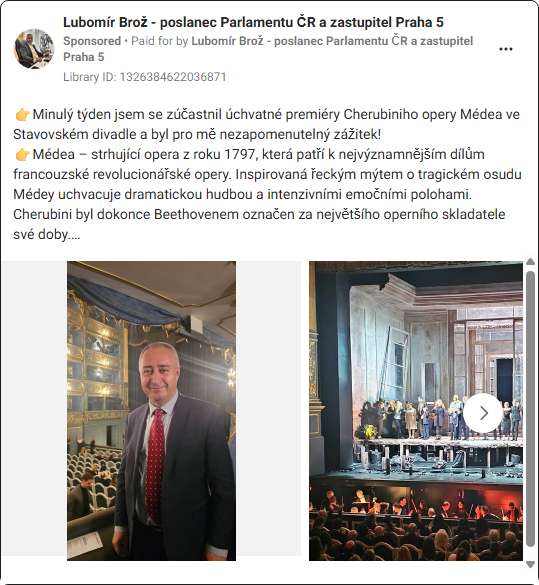 Lubomír Brož - poslanec Parlamentu ČR a zastupitel Praha 5
Sponsored • Paid for by Lubomír Brož - poslanec Parlamentu ČR a zastupitel
Praha 5
Library ID: 1326384622036871
👉Minulý týden jsem se zúčastnil úchvatné premiéry Cherubiniho opery Médea ve
Stavovském divadle a byl pro mě nezapomenutelný zážitek!
👉Médea – strhující opera z roku 1797, která patří k nejvýznamnějším dílům
francouzské revolucionářské opery. Inspirovaná řeckým mýtem o tragickém osudu
Médey uchvacuje dramatickou hudbou a intenzivními emočními polohami.
Cherubini byl dokonce Beethovenem označen za největšího operního skladatele
své doby....